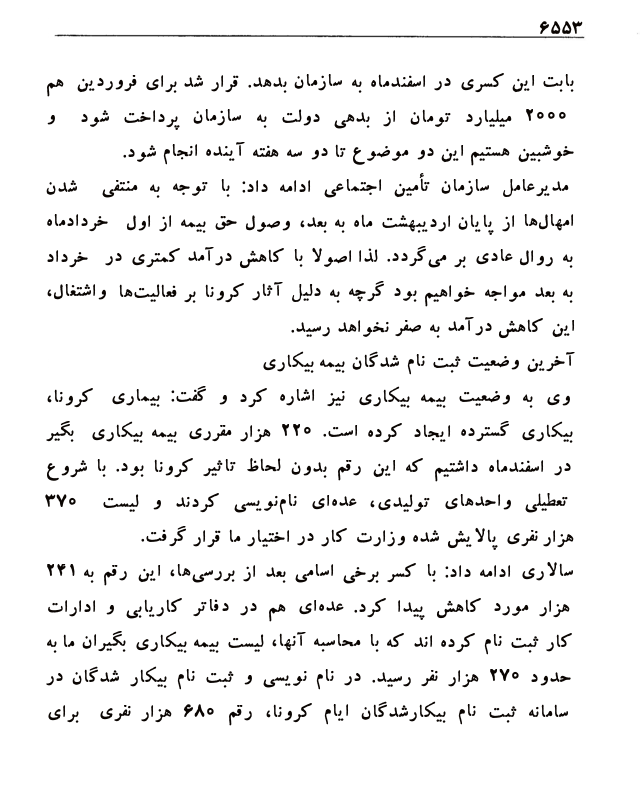 ۶۵۵۳
بابت این کسری در اسفندماه به سازمان بدهد. قرار شد برای فروردین هم
۲۰۰۰ میلیارد تومان از بدهی دولت به سازمان پرداخت شود و
خوشبین هستیم این دو موضوع تا دو سه هفته آینده انجام شود.
مدیرعامل سازمان تأمین اجتماعی ادامه داد: با توجه به منتفی شدن
امهال‌ها از پایان اردیبهشت ماه به بعد، وصول حق بیمه از اول خردادماه
به روال عادی بر می‌گردد. لذا اصولا با کاهش درآمد کمتری در خرداد
به بعد مواجه خواهیم بود گرچه به دلیل آثار کرونا بر فعالیت‌ها واشتغال،
این کاهش درآمد به صفر نخواهد رسید.
آخرین وضعیت ثبت نام شدگان بیمه بیکاری
وی به وضعیت بیمه بیکاری نیز اشاره کرد و گفت: بیماری کرونا،
بیکاری گسترده ایجاد کرده است. ۲۲۰ هزار مقرری بیمه بیکاری بگیر
در اسفندماه داشتیم که این رقم بدون لحاظ تاثیر کرونا بود. با شروع
تعطیلی واحدهای تولیدی، عده‌ای نام‌نویسی کردند و لیست ۳۷۰
هزار نفری پالایش شده وزارت کار در اختیار ما قرار گرفت.
سالاری ادامه داد: با کسر برخی اسامی بعد از بررسی‌ها، این رقم به ۲۴۱
هزار مورد کاهش پیدا کرد. عده‌ای هم در دفاتر کاریابی و ادارات
کار ثبت نام کرده اند که با محاسبه آنها، لیست بیمه بیکاری بگیران ما به
حدود ۲۷۰ هزار نفر رسید. در نام نویسی و ثبت نام بیکار شدگان در
سامانه ثبت نام بیکارشدگان ایام کرونا، رقم ۶۸۰ هزار نفری برای